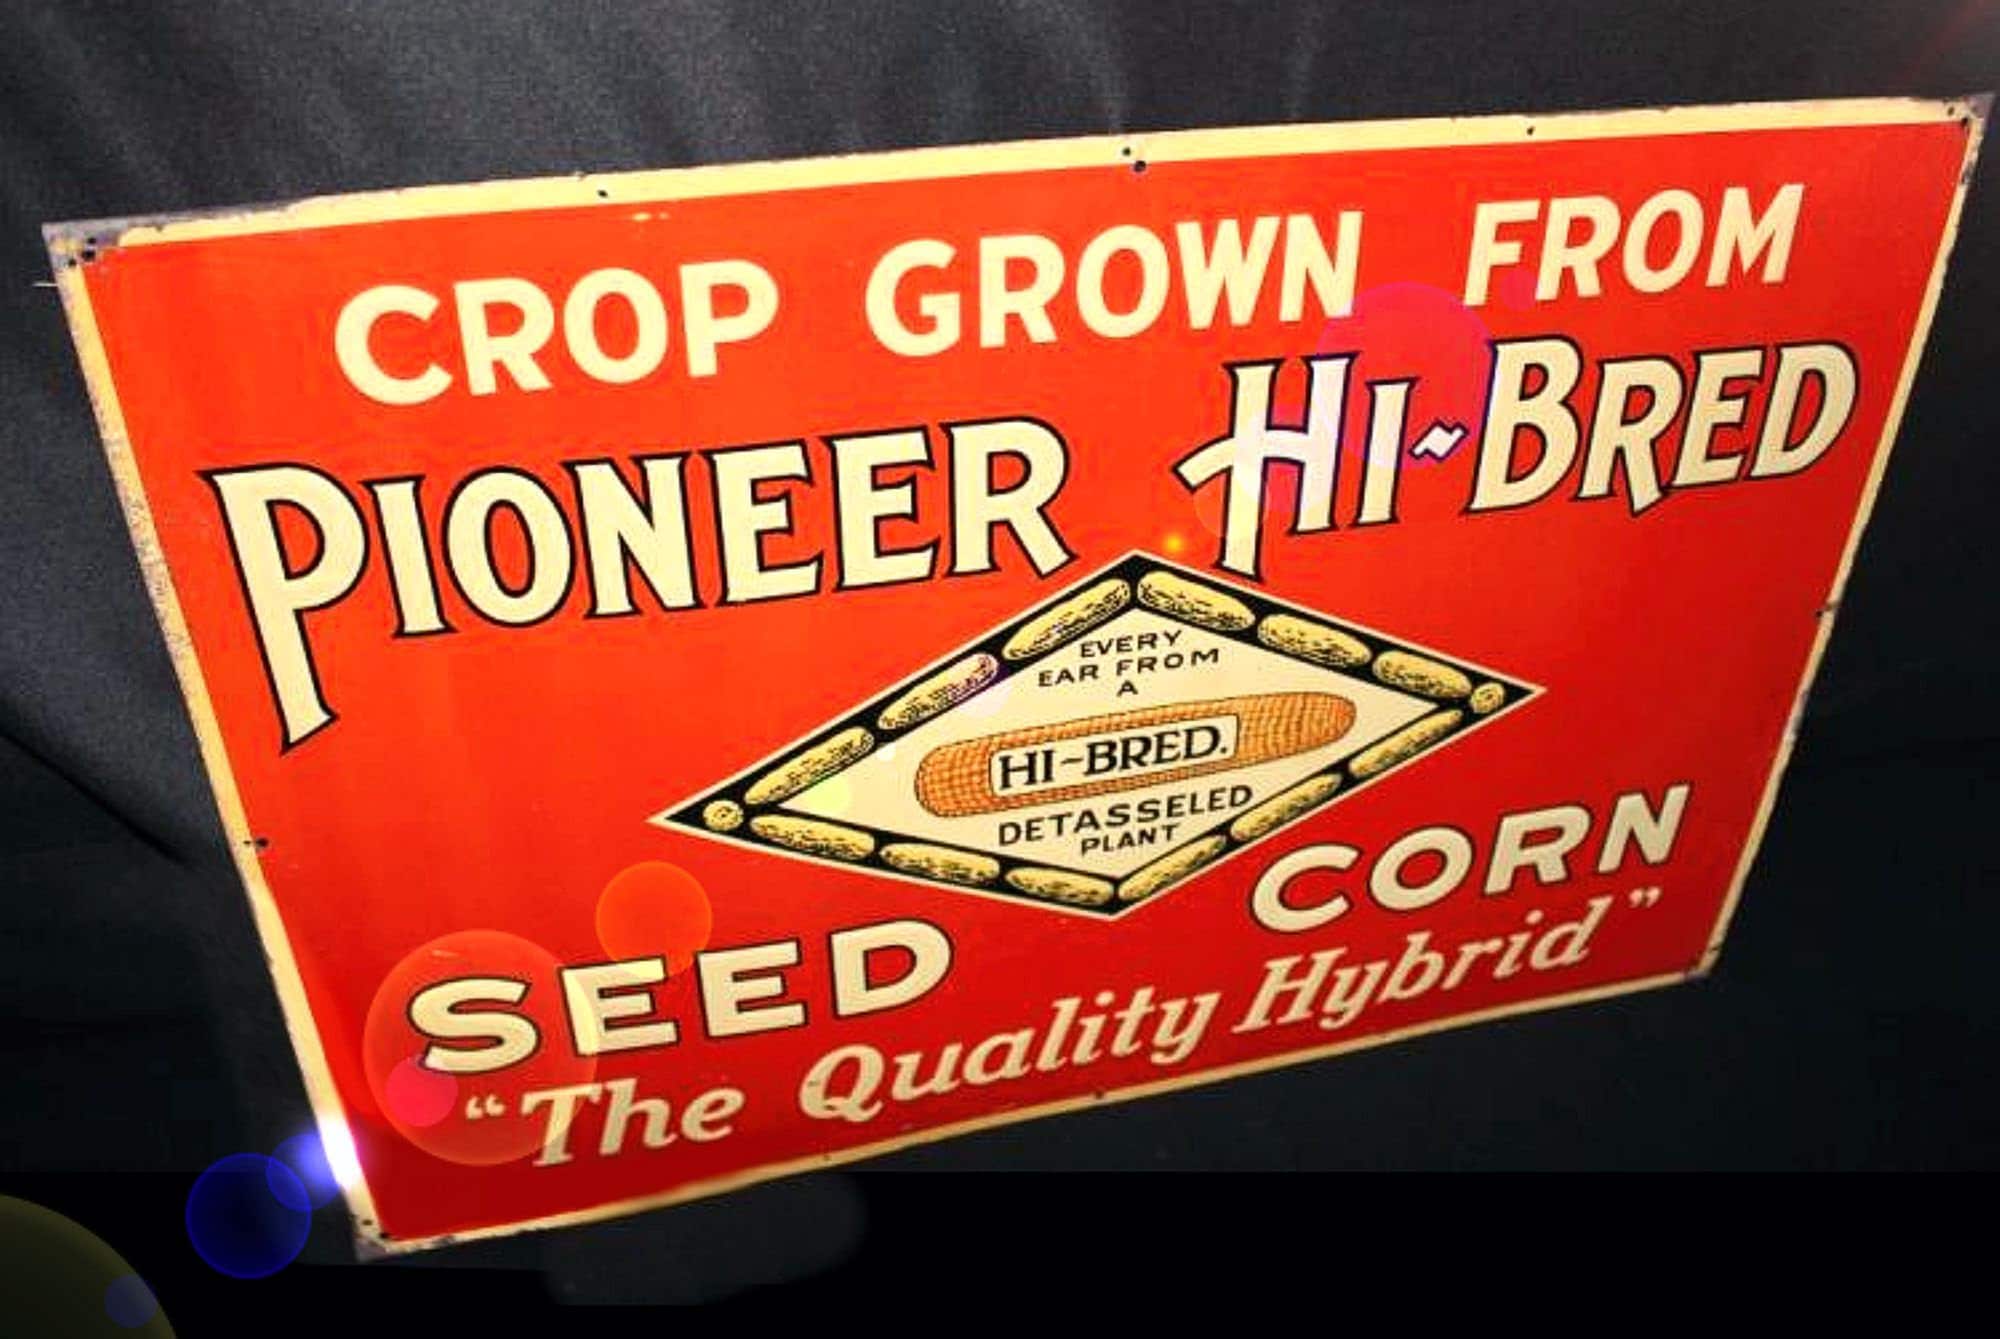 CROP GROWN FROM
PIONEER HI-BRED
EVERY
EAR FROM
A
HI-BRED.
DETASSELED
PLANT
SEED CORN
"The Quality Hybrid"